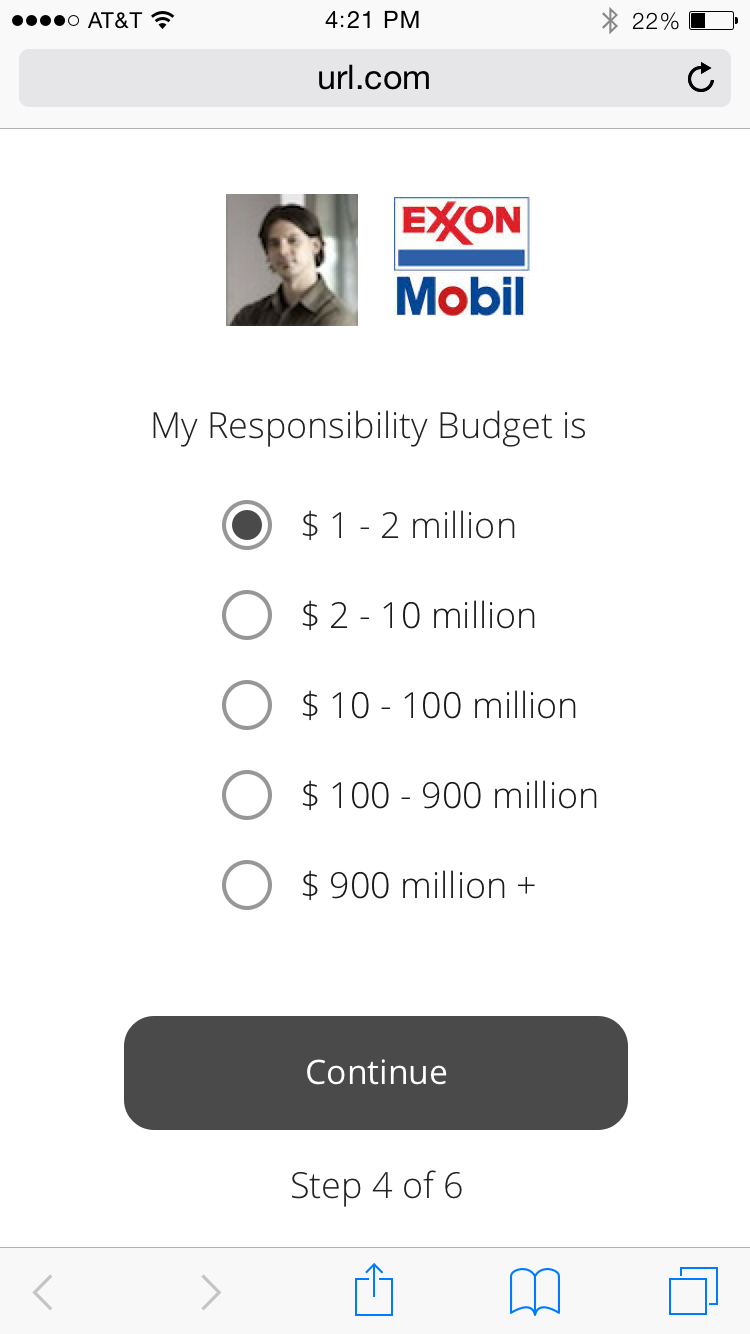 AT&T 4:21 PM 22%
url.com
EXXON
Mobil
My Responsibility Budget is
$ 1 - 2 million
$ 2 - 10 million
$ 10 - 100 million
$ 100 - 900 million
$ 900 million +
Continue
Step 4 of 6